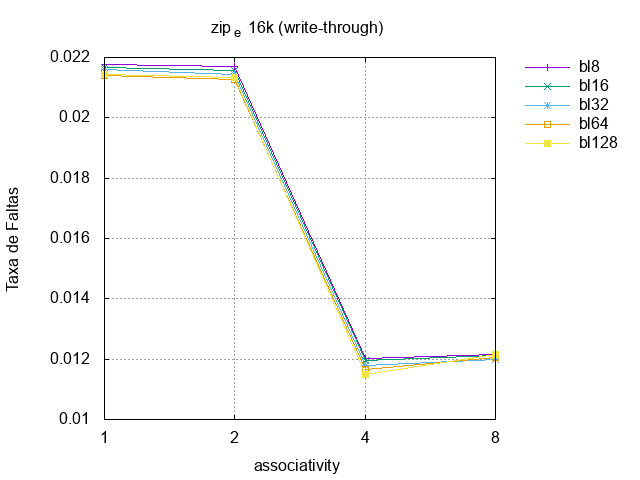 zip e 16k (write-through)
0.022
0.02
0.018
0.016
0.014
0.012
0.01
Taxa de Faltas
1 2 4 8
associativity
bl8
bl16
bl32
bl64
bl128